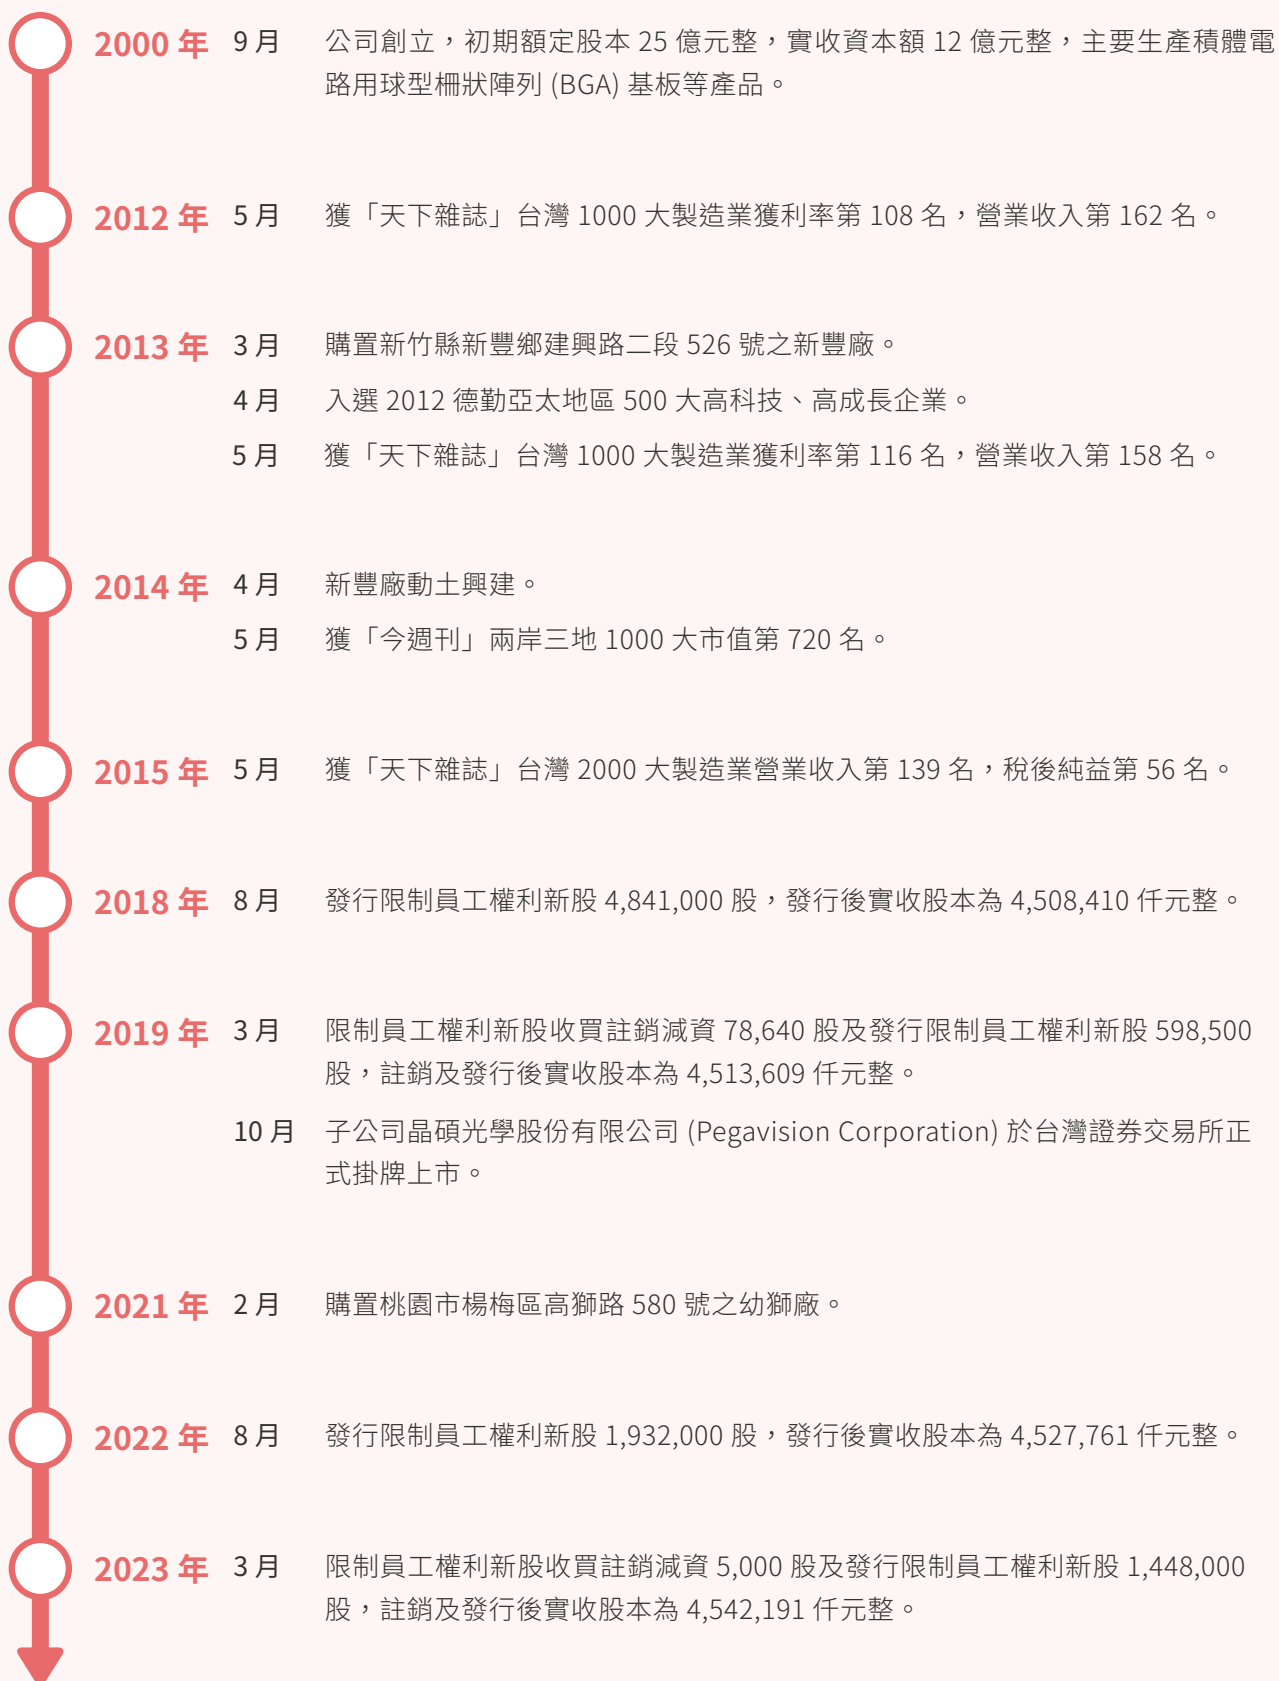 2000 年 9 月 公司創立，初期額定股本 25 億元整，實收資本額 12 億元整，主要生產積體電
路用球型柵狀陣列 (BGA) 基板等產品。
2012 年 5 月 獲「天下雜誌」台灣 1000 大製造業獲利率第 108 名，營業收入第 162 名。
2013 年 3 月 購置新竹縣新豐鄉建興路二段 526 號之新豐廠。
4 月 入選 2012 德勤亞太地區 500 大高科技、高成長企業。
5 月 獲「天下雜誌」台灣 1000 大製造業獲利率第 116 名，營業收入第 158 名。
2014 年 4 月 新豐廠動土興建。
5 月 獲「今週刊」兩岸三地 1000 大市值第 720 名。
2015 年 5 月 獲「天下雜誌」台灣 2000 大製造業營業收入第 139 名，稅後純益第 56 名。
2018 年 8 月 發行限制員工權利新股 4,841,000 股，發行後實收股本為 4,508,410 仟元整。
2019 年 3 月 限制員工權利新股收買註銷減資 78,640 股及發行限制員工權利新股 598,500
股，註銷及發行後實收股本為 4,513,609 仟元整。
10 月 子公司晶碩光學股份有限公司 (Pegavision Corporation) 於台灣證券交易所正
式掛牌上市。
2021 年 2 月 購置桃園市楊梅區高獅路 580 號之幼獅廠。
2022 年 8 月 發行限制員工權利新股 1,932,000 股，發行後實收股本為 4,527,761 仟元整。
2023 年 3 月 限制員工權利新股收買註銷減資 5,000 股及發行限制員工權利新股 1,448,000
股，註銷及發行後實收股本為 4,542,191 仟元整。